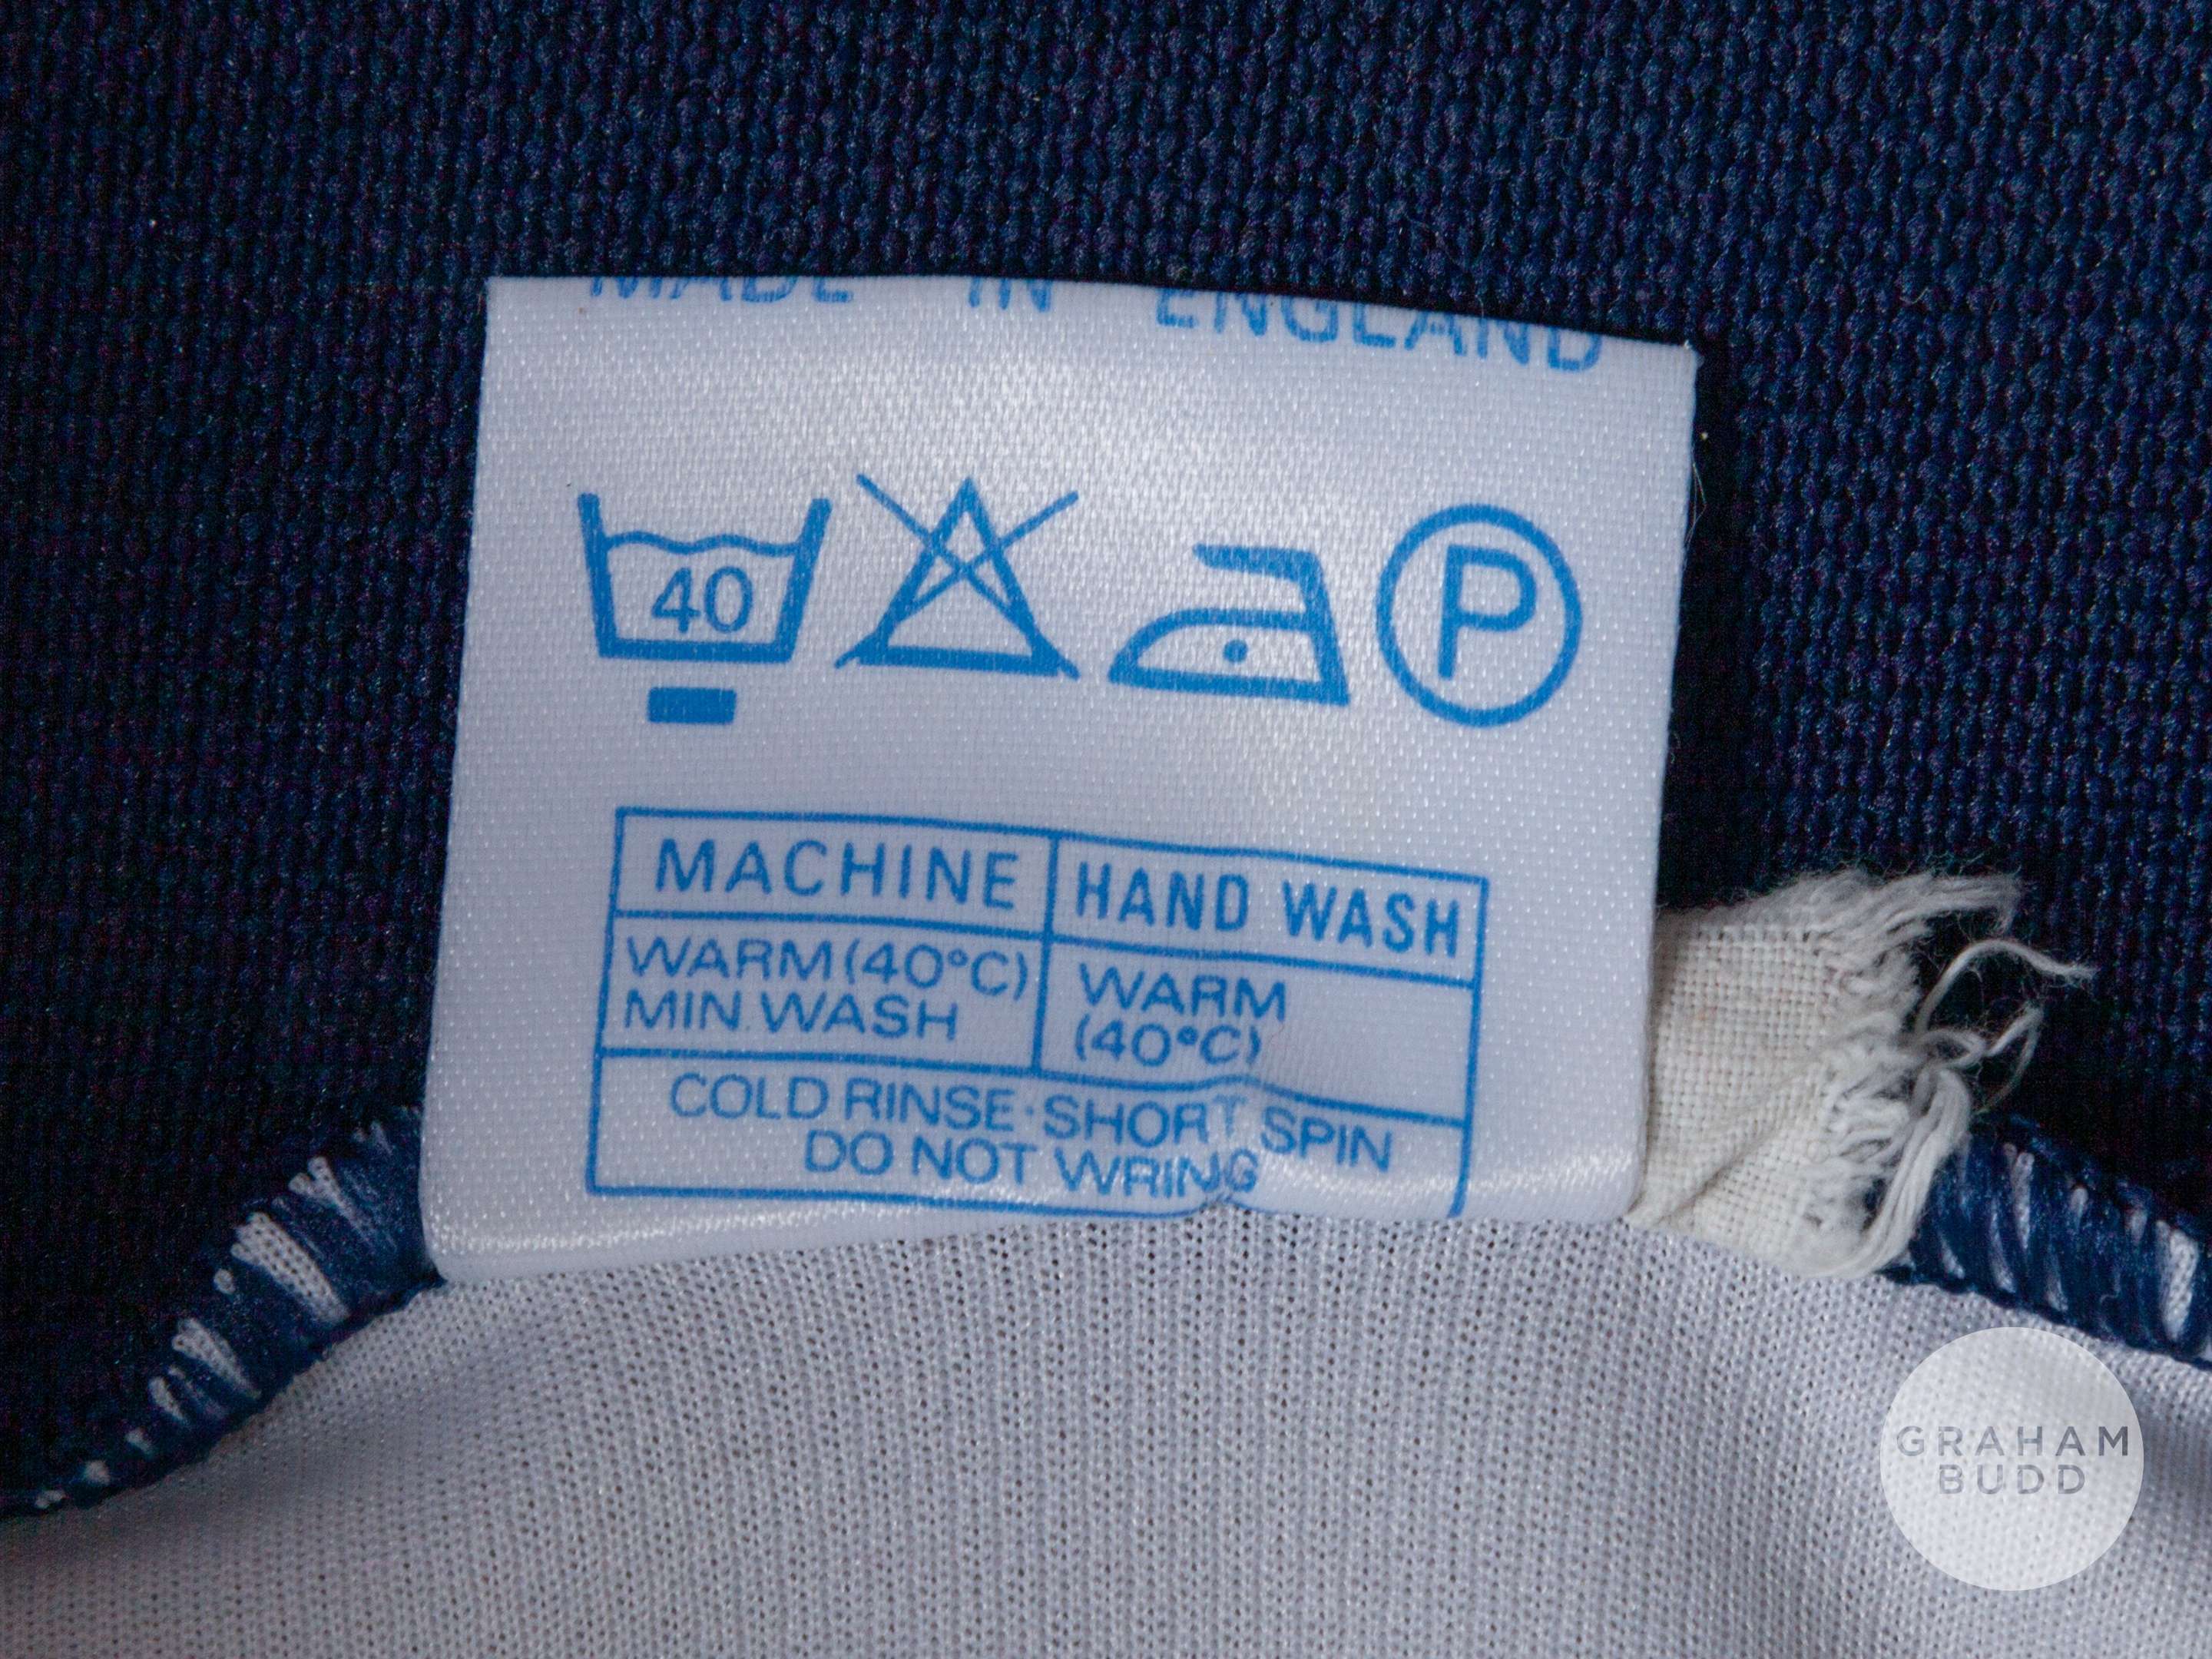 MADE IN ENGLAND
40
P
MACHINE HAND WASH
WARM (40°C) WARM
MIN. WASH (40°C)
COLD RINSE·SHORT SPIN
DO NOT WRING
GRAHAM
BUDD